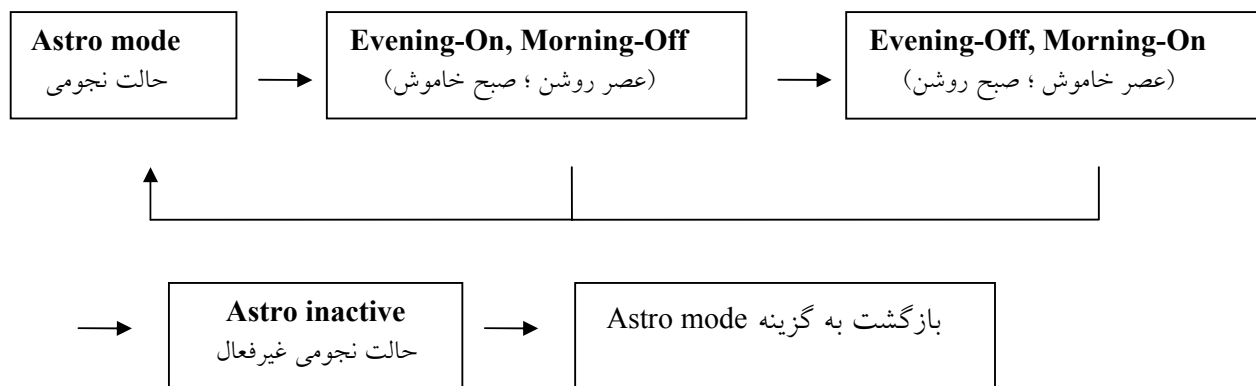 Astro mode
حالت نجومی
Evening-On, Morning-Off
(عصر روشن ؛ صبح خاموش)
Evening-Off, Morning-On
(عصر خاموش ؛ صبح روشن)
Astro inactive
حالت نجومی غیرفعال
بازگشت به گزینه Astro mode